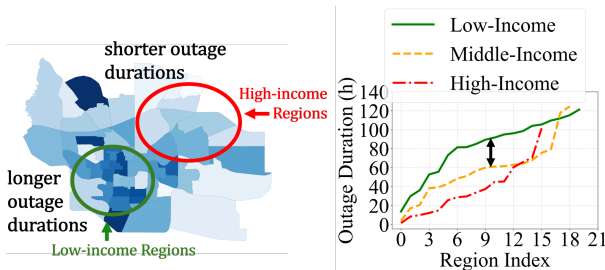 shorter outage
durations
High-income
Regions
longer
outage
durations
Low-income Regions
Low-Income
Middle-Income
High-Income
Outage Duration (h)
140
120
100
80
60
40
20
0
0 3 6 9 12 15 18 21
Region Index